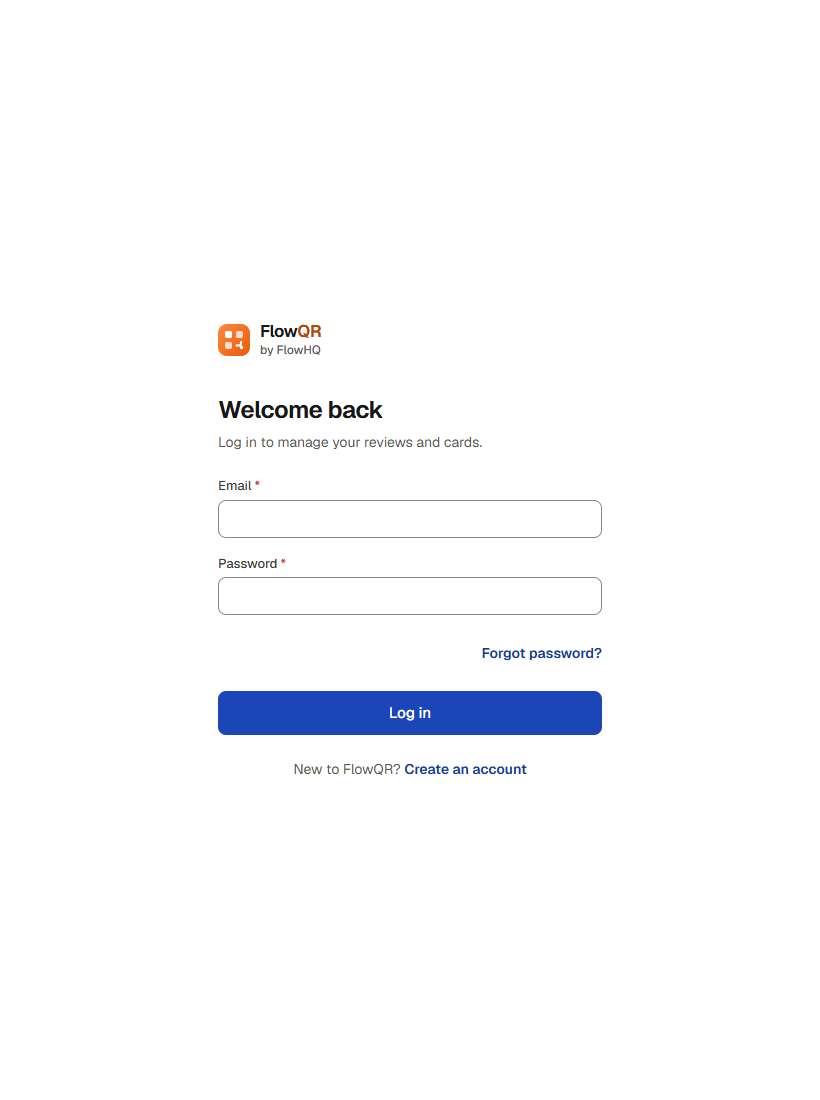 FlowQR
by FlowHQ
Welcome back
Log in to manage your reviews and cards.
Email *
Password *
Forgot password?
Log in
New to FlowQR? Create an account